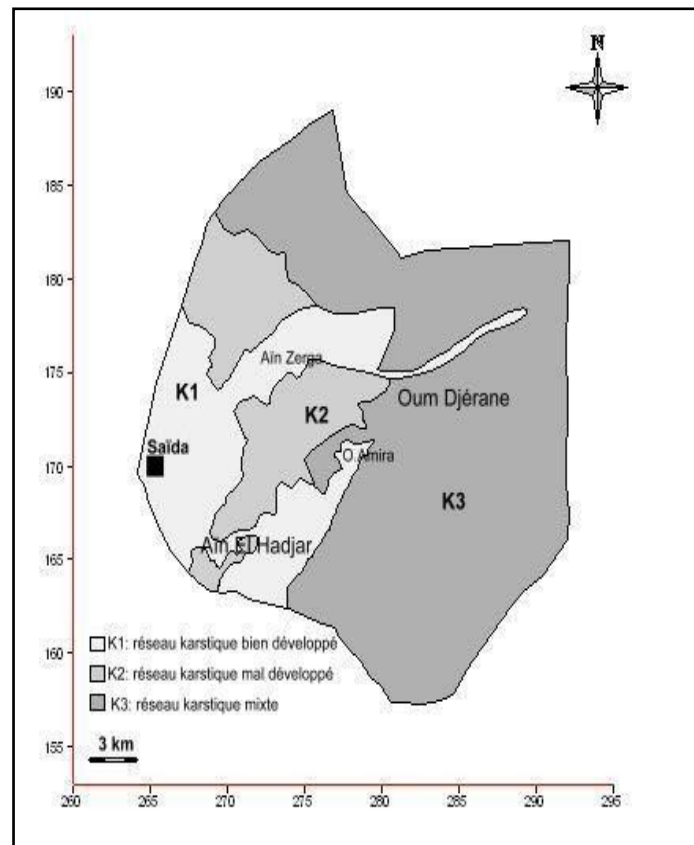 N
190
185
180
175
170
165
160
155
Aïn Zerga
K1
K2
Oum Djérane
Saïda
O.Amira
K3
Aïn El Hadjar
K1: réseau karstique bien développé
K2: réseau karstique mal développé
K3: réseau karstique mixte
3 km
260 265 270 275 280 285 290 295